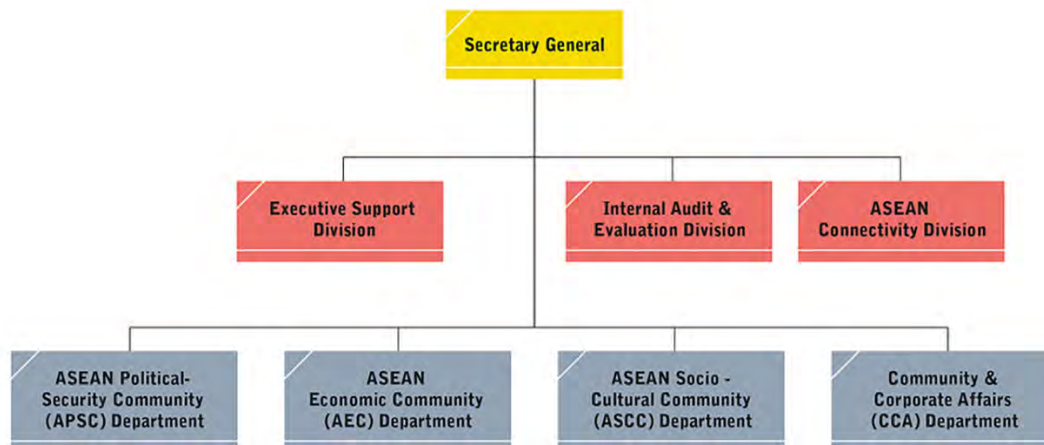 Secretary General
Executive Support
Division
Internal Audit &
Evaluation Division
ASEAN
Connectivity Division
ASEAN Political-
Security Community
(APSC) Department
ASEAN
Economic Community
(AEC) Department
ASEAN Socio -
Cultural Community
(ASCC) Department
Community &
Corporate Affairs
(CCA) Department